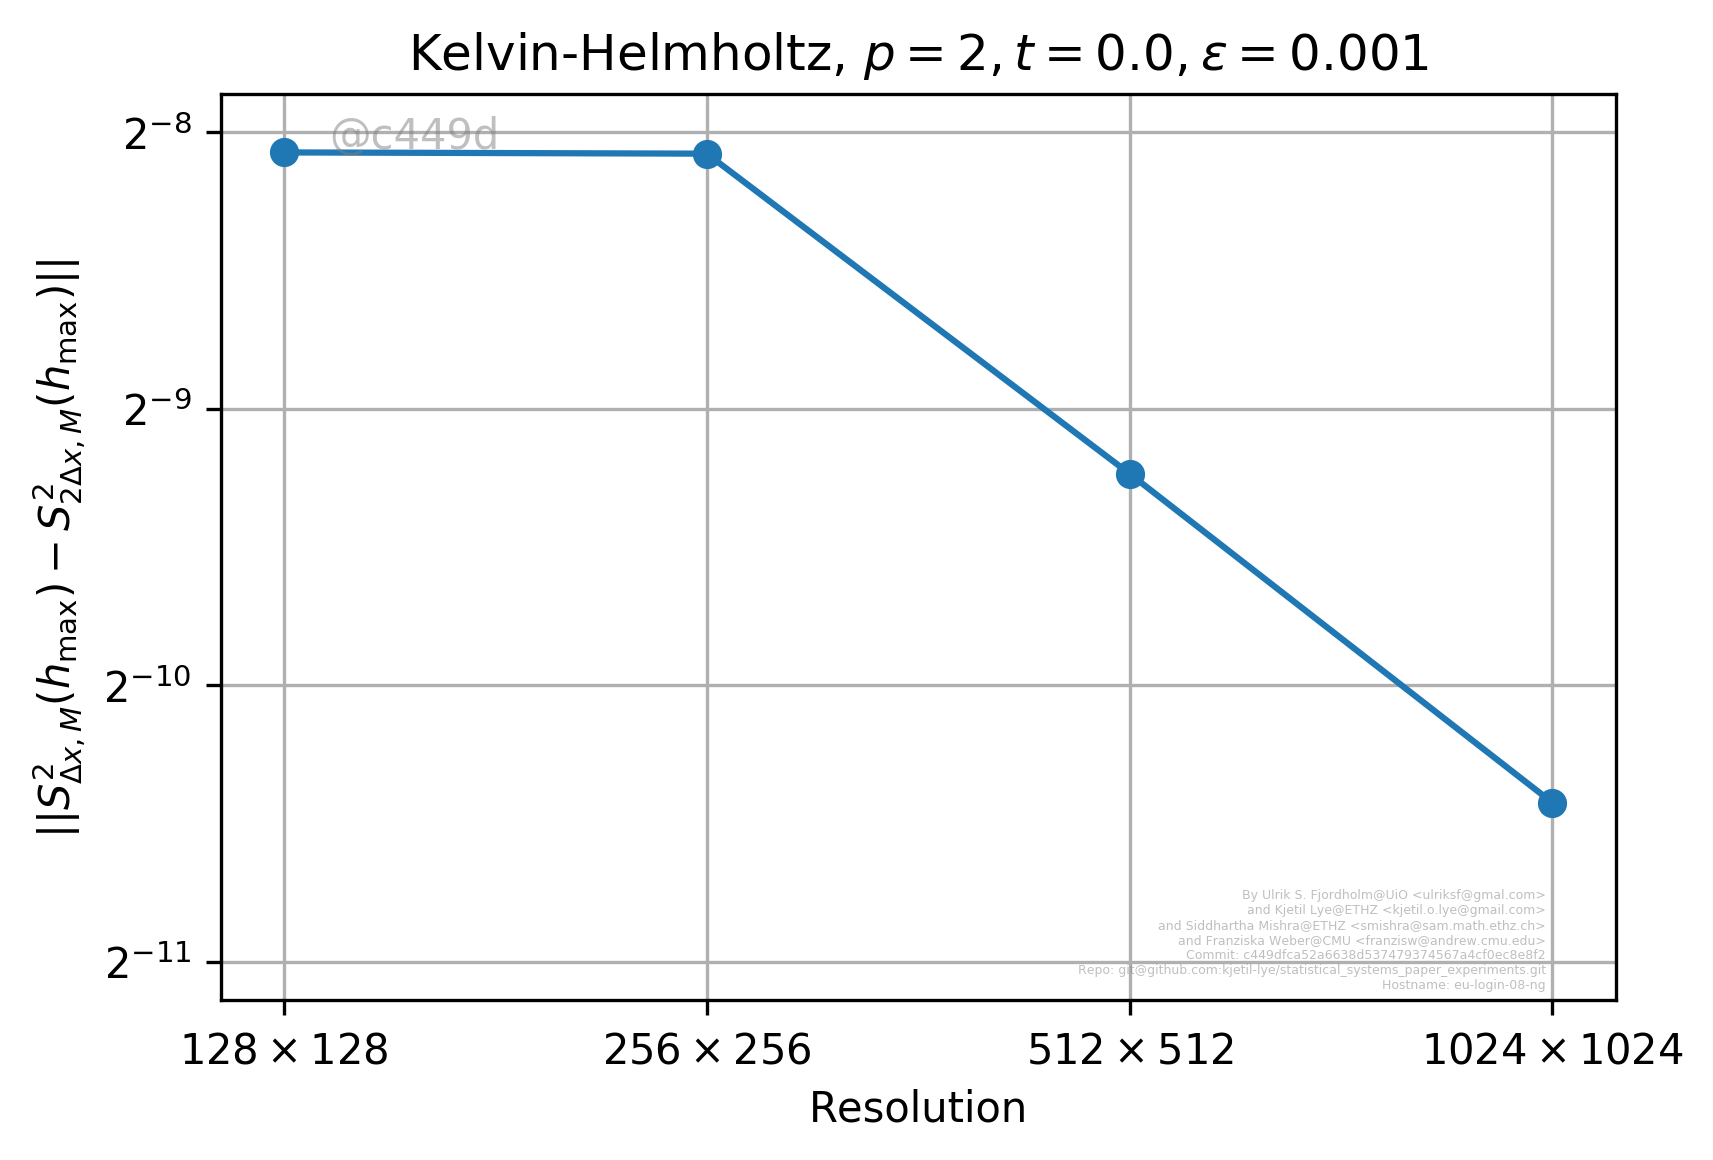 Kelvin-Helmholtz, p = 2, t = 0.0, ε = 0.001
@c449d
2⁻⁸
2⁻⁹
2⁻¹⁰
2⁻¹¹
||S²_{Δx, M}(h_max) − S²_{2Δx, M}(h_max)||
By Ulrik S. Fjordholm@UiO <ulriksf@gmal.com>
and Kjetil Lye@ETHZ <kjetil.o.lye@gmail.com>
and Siddhartha Mishra@ETHZ <smishra@sam.math.ethz.ch>
and Franziska Weber@CMU <franzisw@andrew.cmu.edu>
Commit: c449dfca52a6638d537479374567a4cf0ec8e8f2
Repo: git@github.com:kjetil-lye/statistical_systems_paper_experiments.git
Hostname: eu-login-08-ng
128 × 128 256 × 256 512 × 512 1024 × 1024
Resolution